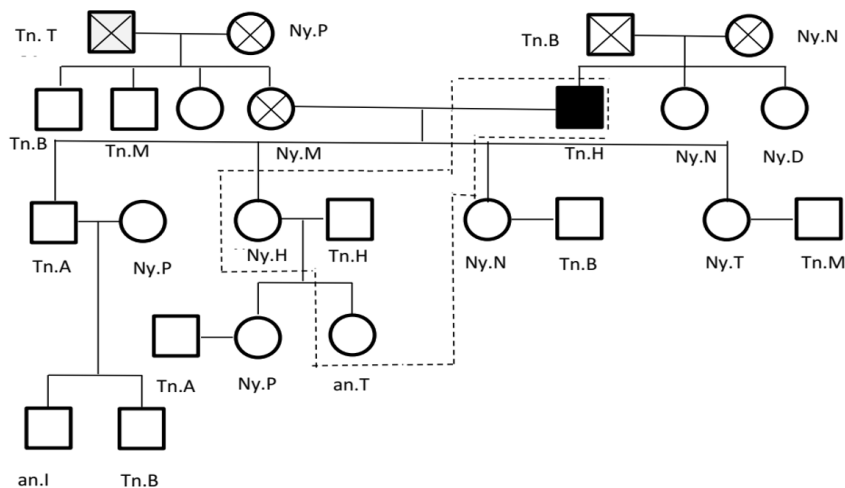 Tn. T
Ny.P
Tn.B
Ny.N
Tn.B
Tn.M
Ny.M
Tn.H
Ny.N
Ny.D
Tn.A
Ny.P
Ny.H
Tn.H
Ny.N
Tn.B
Ny.T
Tn.M
Tn.A
Ny.P
an.T
an.I
Tn.B